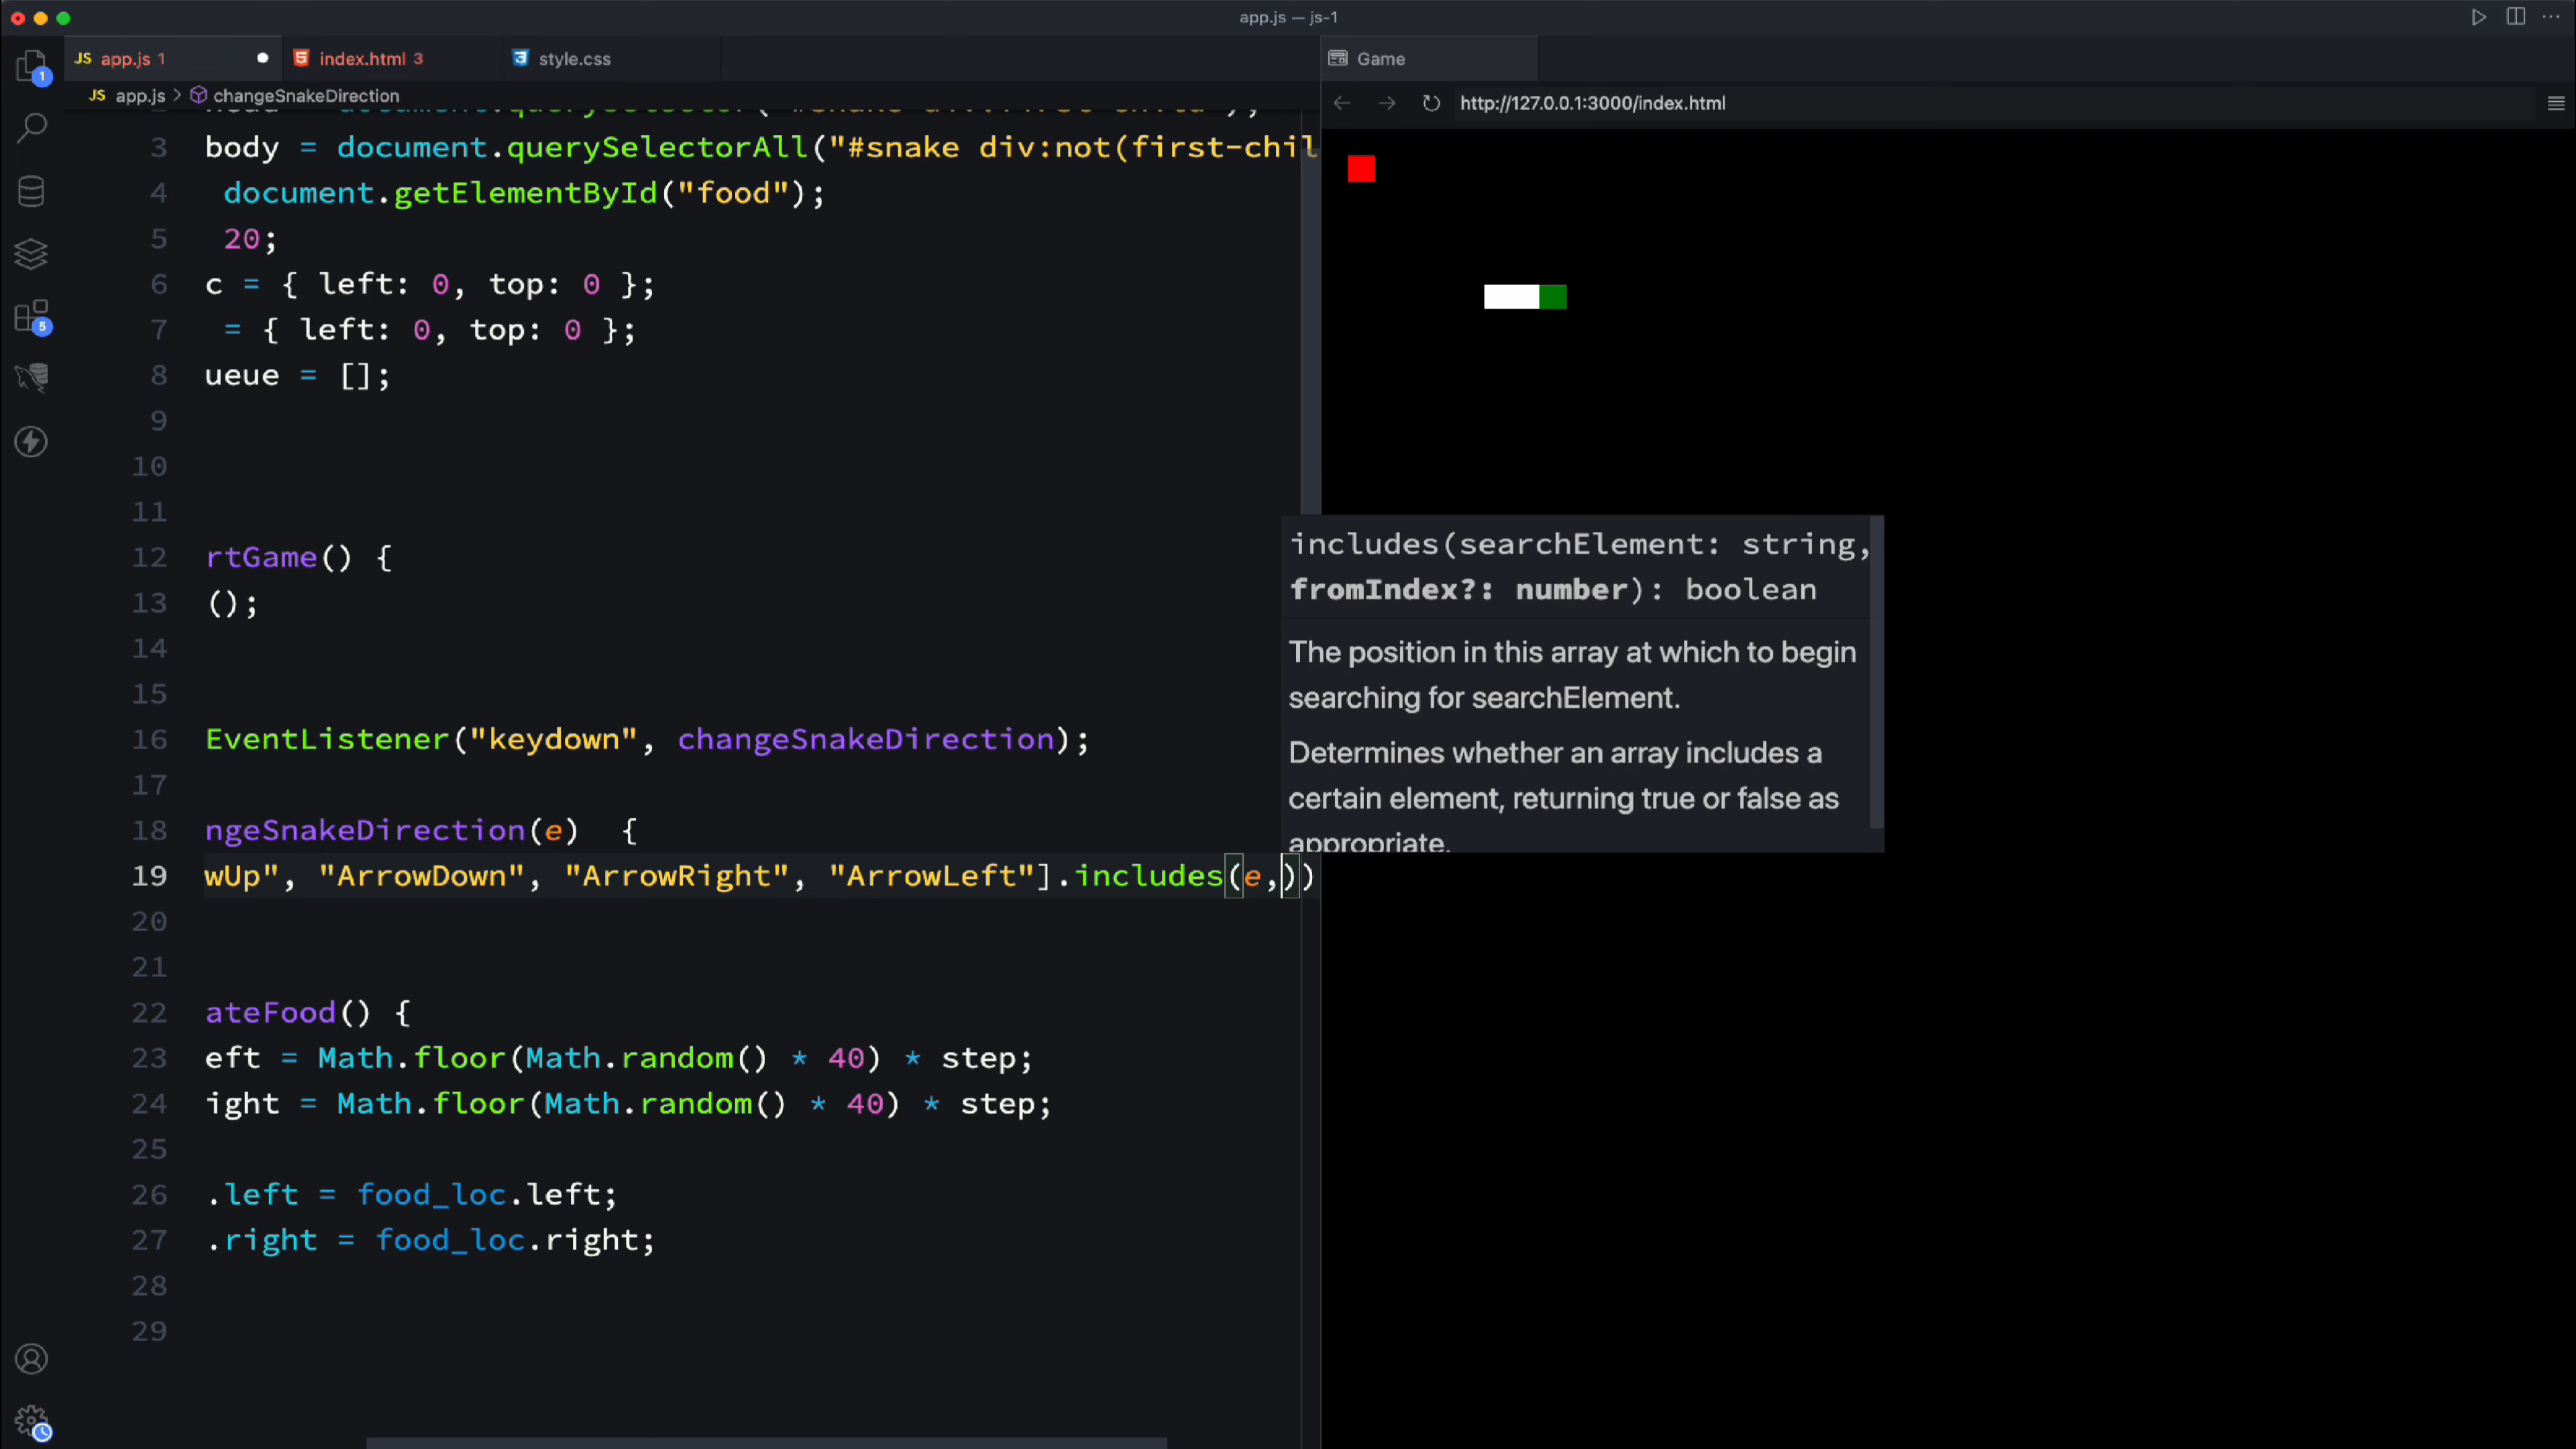 app.js — js-1
JS app.js 1
index.html 3
style.css
Game
JS app.js > changeSnakeDirection
http://127.0.0.1:3000/index.html
1
5
3 body = document.querySelectorAll("#snake div:not(first-chil
4 document.getElementById("food");
5 20;
6 c = { left: 0, top: 0 };
7 = { left: 0, top: 0 };
8 ueue = [];
9
10
11
12 rtGame() {
13 ();
14
15
16 EventListener("keydown", changeSnakeDirection);
17
18 ngeSnakeDirection(e)  {
19 wUp", "ArrowDown", "ArrowRight", "ArrowLeft"].includes(e,))
20
21
22 ateFood() {
23 eft = Math.floor(Math.random() * 40) * step;
24 ight = Math.floor(Math.random() * 40) * step;
25
26 .left = food_loc.left;
27 .right = food_loc.right;
28
29
includes(searchElement: string,
fromIndex?: number): boolean
The position in this array at which to begin
searching for searchElement.
Determines whether an array includes a
certain element, returning true or false as
appropriate.